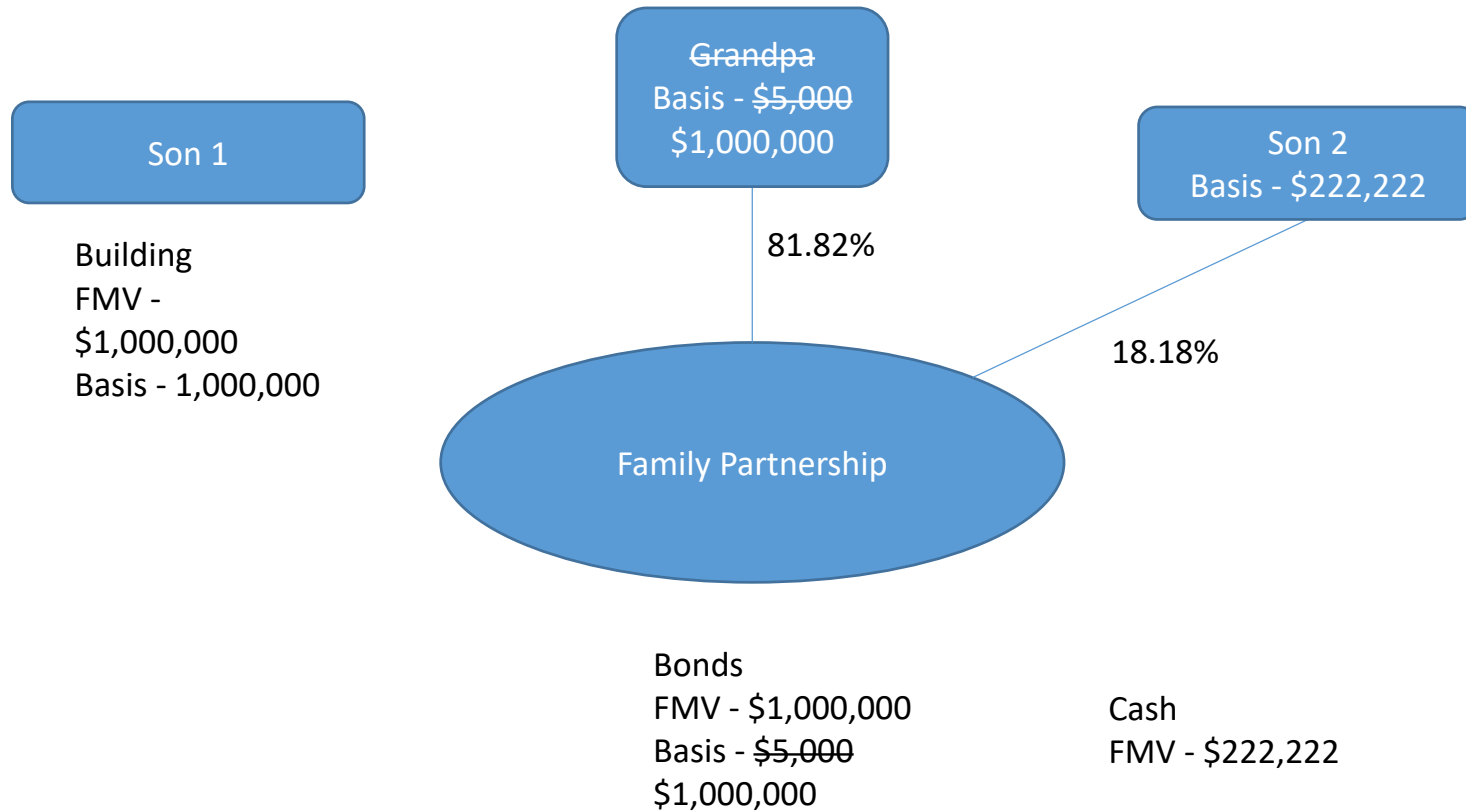 Grandpa
Basis - $5,000
$1,000,000
Son 1
Son 2
Basis - $222,222
Building
FMV -
$1,000,000
Basis - 1,000,000
81.82%
18.18%
Family Partnership
Bonds
FMV - $1,000,000
Basis - $5,000
$1,000,000
Cash
FMV - $222,222